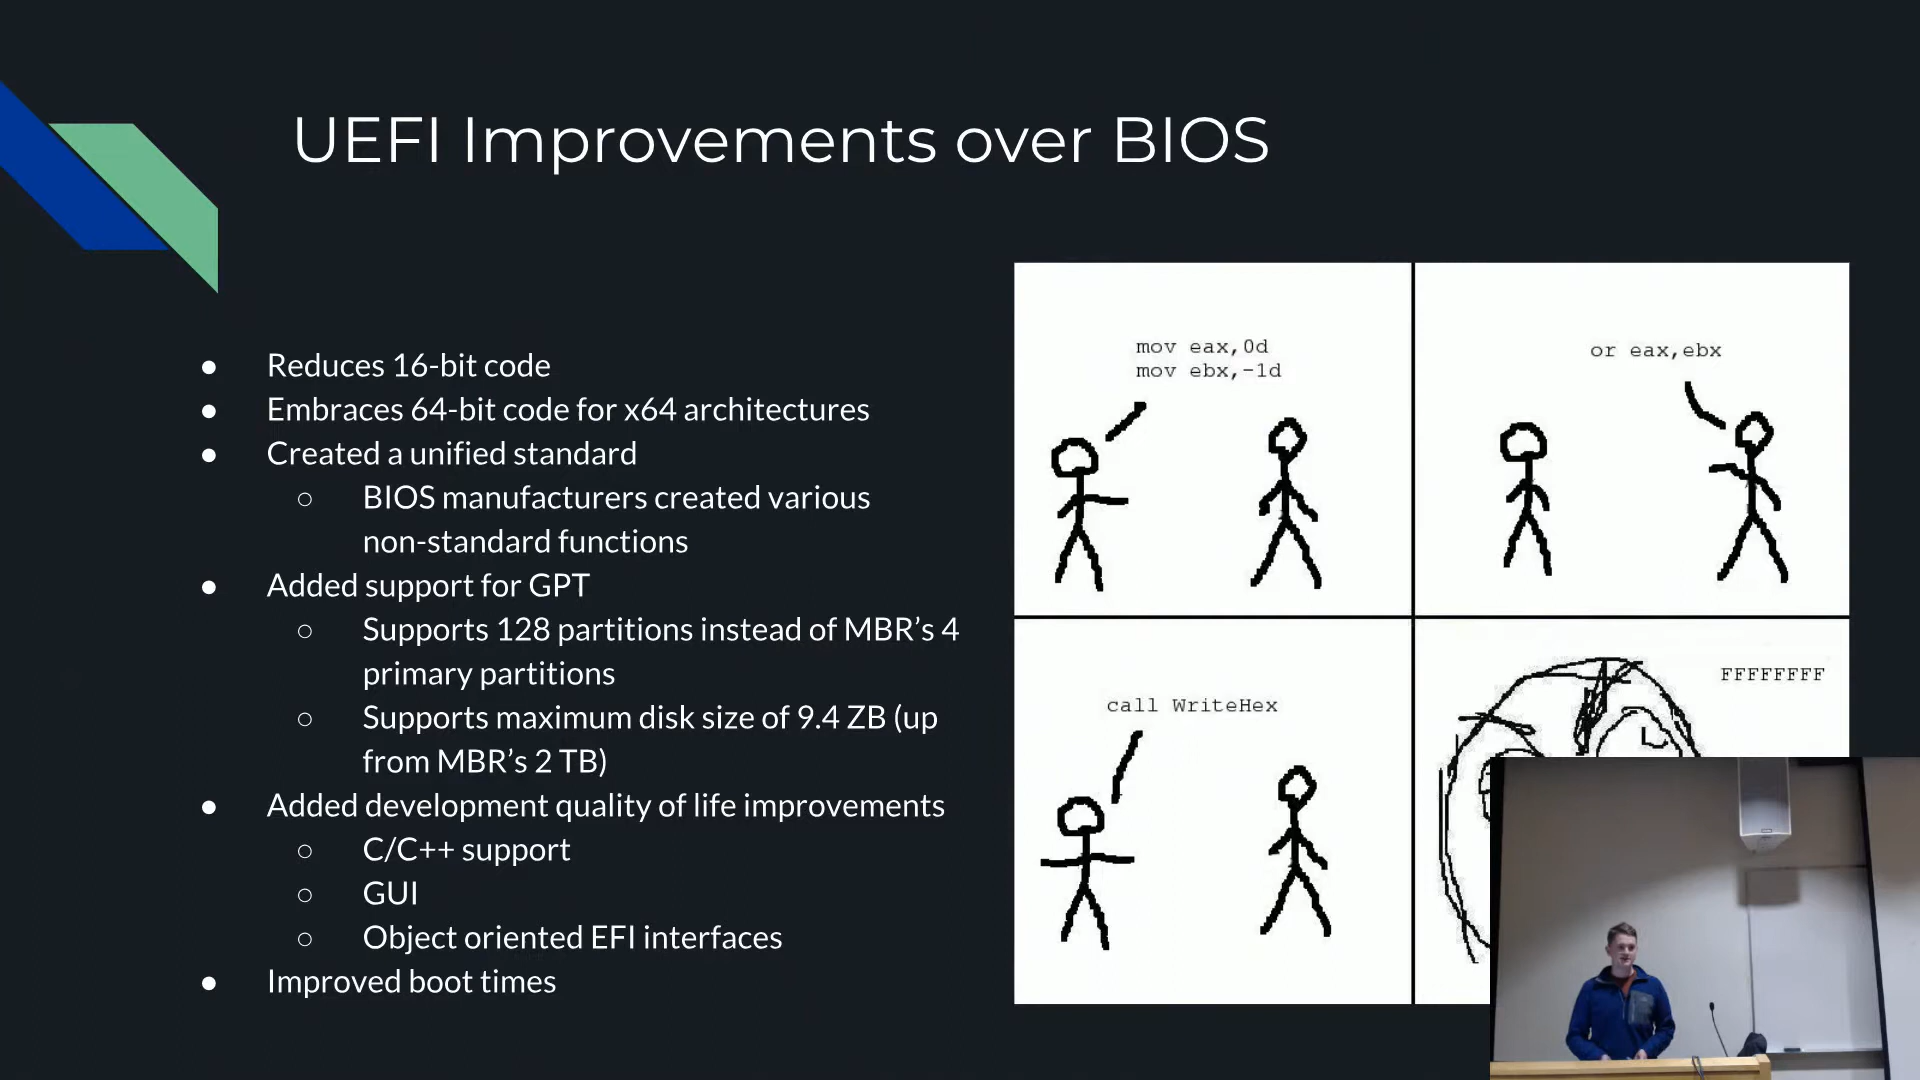 UEFI Improvements over BIOS
● Reduces 16-bit code
● Embraces 64-bit code for x64 architectures
● Created a unified standard
○ BIOS manufacturers created various
non-standard functions
● Added support for GPT
○ Supports 128 partitions instead of MBR’s 4
primary partitions
○ Supports maximum disk size of 9.4 ZB (up
from MBR’s 2 TB)
● Added development quality of life improvements
○ C/C++ support
○ GUI
○ Object oriented EFI interfaces
● Improved boot times
mov eax,0d
mov ebx,-1d
or eax,ebx
call WriteHex
FFFFFFFF